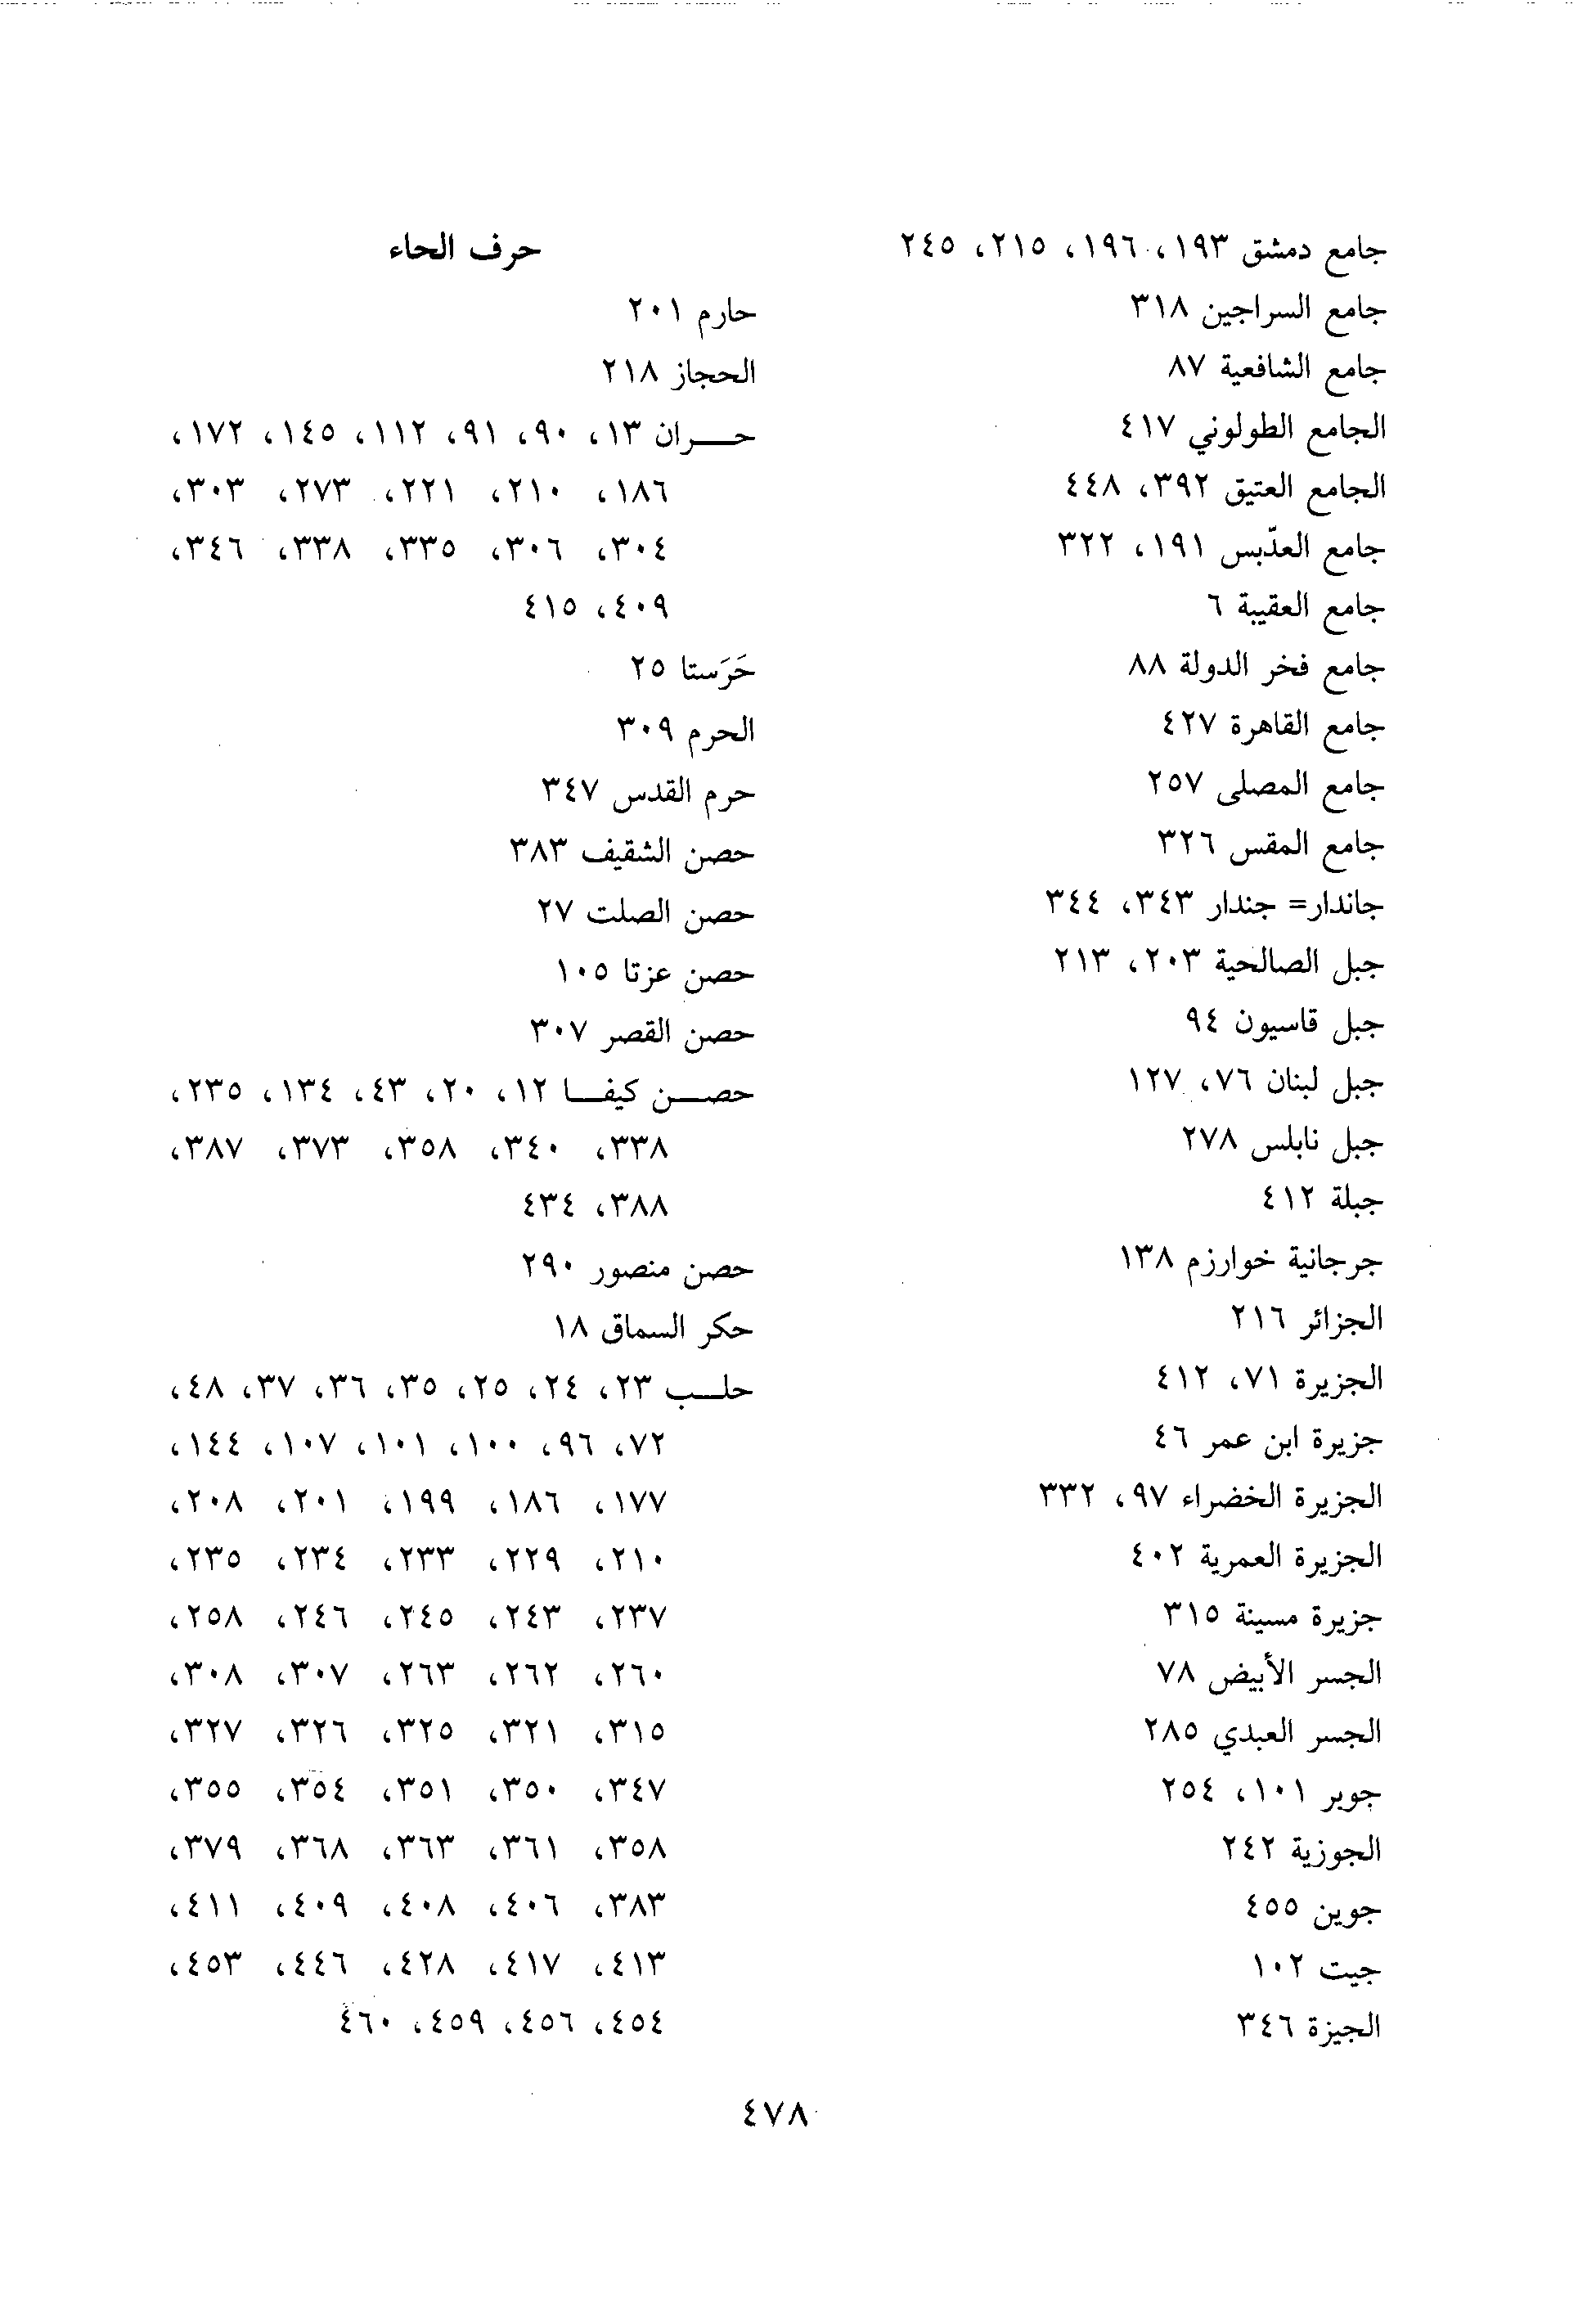 جامع دمشق ١٩٣، ١٩٦، ٢١٥، ٢٤٥
جامع السراجين ٣١٨
جامع الشافعية ٨٧
الجامع الطولوني ٤١٧
الجامع العتيق ٣٩٢، ٤٤٨
جامع العدّبس ١٩١، ٣٢٢
جامع العقيبة ٦
جامع فخر الدولة ٨٨
جامع القاهرة ٤٢٧
جامع المصلى ٢٥٧
جامع المقس ٣٢٦
جاندار= جندار ٣٤٣، ٣٤٤
جبل الصالحية ٢٠٣، ٢١٣
جبل قاسيون ٩٤
جبل لبنان ٧٦، ١٢٧
جبل نابلس ٢٧٨
جبلة ٤١٢
جرجانية خوارزم ١٣٨
الجزائر ٢١٦
الجزيرة ٧١، ٤١٢
جزيرة ابن عمر ٤٦
الجزيرة الخضراء ٩٧، ٣٣٢
الجزيرة العمرية ٤٠٢
جزيرة مسينة ٣١٥
الجسر الأبيض ٧٨
الجسر العبدي ٢٨٥
جوبر ١٠١، ٢٥٤
الجوزية ٢٤٢
جوين ٤٥٥
جيت ١٠٢
الجيزة ٣٤٦
حرف الحاء
حارم ٢٠١
الحجاز ٢١٨
حـــران ١٣، ٩٠، ٩١، ١١٢، ١٤٥، ١٧٢،
١٨٦، ٢١٠، ٢٢١، ٢٧٣، ٣٠٣،
٣٠٤، ٣٠٦، ٣٣٥، ٣٣٨، ٣٤٦،
٤٠٩، ٤١٥
حَرَستا ٢٥
الحرم ٣٠٩
حرم القدس ٣٤٧
حصن الشقيف ٣٨٣
حصن الصلت ٢٧
حصن عزتا ١٠٥
حصن القصر ٣٠٧
حصـــن كيفـــا ١٢، ٢٠، ٤٣، ١٣٤، ٢٣٥،
٣٣٨، ٣٤٠، ٣٥٨، ٣٧٣، ٣٨٧،
٣٨٨، ٤٣٤
حصن منصور ٢٩٠
حكر السماق ١٨
حلـــب ٢٣، ٢٤، ٢٥، ٣٥، ٣٦، ٣٧، ٤٨،
٧٢، ٩٦، ١٠٠، ١٠١، ١٠٧، ١٤٤،
١٧٧، ١٨٦، ١٩٩، ٢٠١، ٢٠٨،
٢١٠، ٢٢٩، ٢٣٣، ٢٣٤، ٢٣٥،
٢٣٧، ٢٤٣، ٢٤٥، ٢٤٦، ٢٥٨،
٢٦٠، ٢٦٢، ٢٦٣، ٣٠٧، ٣٠٨،
٣١٥، ٣٢١، ٣٢٥، ٣٢٦، ٣٢٧،
٣٤٧، ٣٥٠، ٣٥١، ٣٥٤، ٣٥٥،
٣٥٨، ٣٦١، ٣٦٣، ٣٦٨، ٣٧٩،
٣٨٣، ٤٠٦، ٤٠٨، ٤٠٩، ٤١١،
٤١٣، ٤١٧، ٤٢٨، ٤٤٦، ٤٥٣،
٤٥٤، ٤٥٦، ٤٥٩، ٤٦٠
٤٧٨